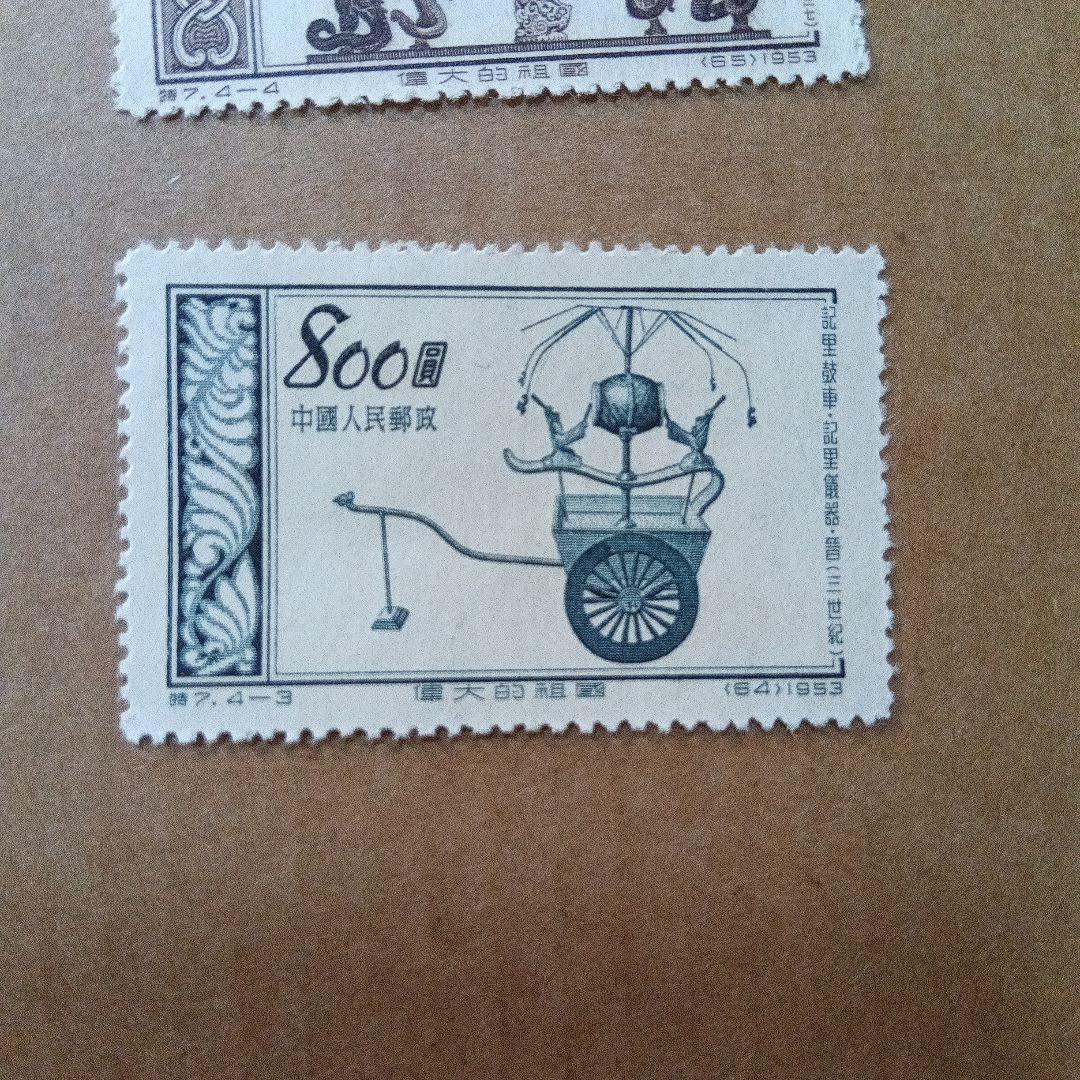 特7.4-4
偉大的祖國
(65)1953
800圓
中國人民郵政
記里鼓車·記里儀器·晉(三世紀)
特7.4-3
偉大的祖國
(64)1953